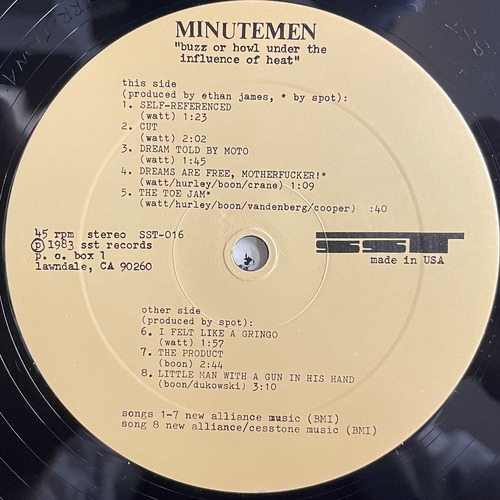 MINUTEMEN
"buzz or howl under the
influence of heat"
this side
(produced by ethan james, * by spot):
1. SELF-REFERENCED
(watt) 1:23
2. CUT
(watt) 2:02
3. DREAM TOLD BY MOTO
(watt) 1:45
4. DREAMS ARE FREE, MOTHERFUCKER!*
(watt/hurley/boon/crane) 1:09
5. THE TOE JAM*
(watt/hurley/boon/vandenberg/cooper) :40
45 rpm stereo SST-016
Ⓟ 1983 sst records
p. o. box 1
lawndale, CA 90260
SST
made in USA
other side
(produced by spot):
6. I FELT LIKE A GRINGO
(watt) 1:57
7. THE PRODUCT
(boon) 2:44
8. LITTLE MAN WITH A GUN IN HIS HAND
(boon/dukowski) 3:10
songs 1-7 new alliance music (BMI)
song 8 new alliance/cesstone music (BMI)